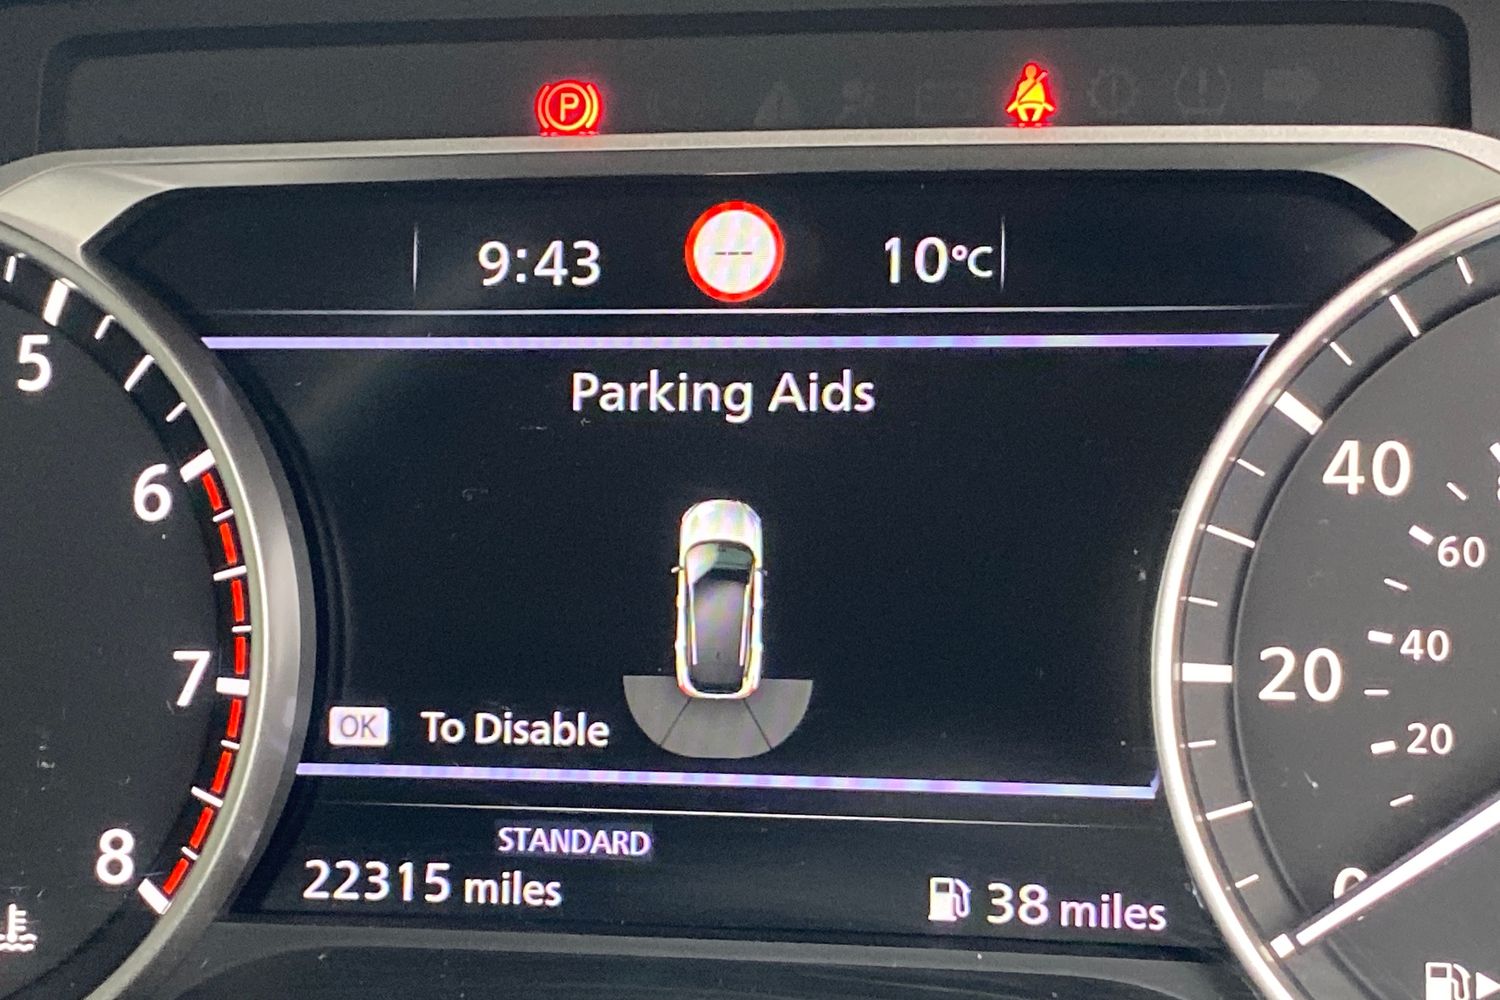 P
9:43
---
10°C
Parking Aids
OK To Disable
STANDARD
22315 miles
38 miles
5
6
7
8
40
20
0
60
40
20